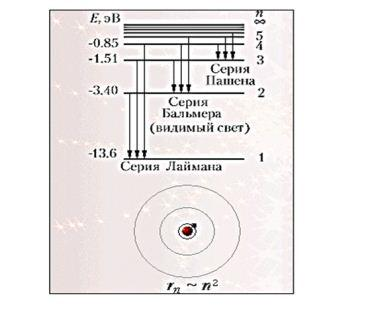 E, эВ n
∞
5
-0.85 4
-1.51 3
Серия
Пашена
-3.40 2
Серия
Бальмера
(видимый свет)
-13.6 1
Серия Лаймана
rₙ ~ n²